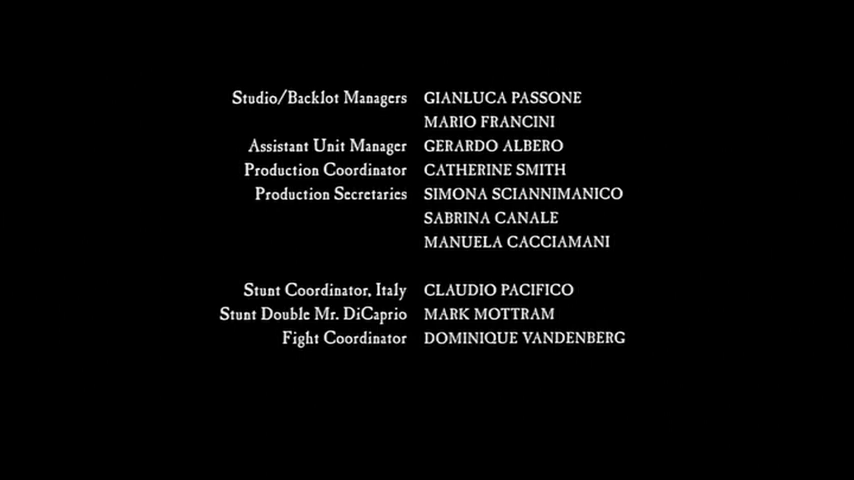 Studio/Backlot Managers GIANLUCA PASSONE
MARIO FRANCINI
Assistant Unit Manager GERARDO ALBERO
Production Coordinator CATHERINE SMITH
Production Secretaries SIMONA SCIANNIMANICO
SABRINA CANALE
MANUELA CACCIAMANI
Stunt Coordinator, Italy CLAUDIO PACIFICO
Stunt Double Mr. DiCaprio MARK MOTTRAM
Fight Coordinator DOMINIQUE VANDENBERG